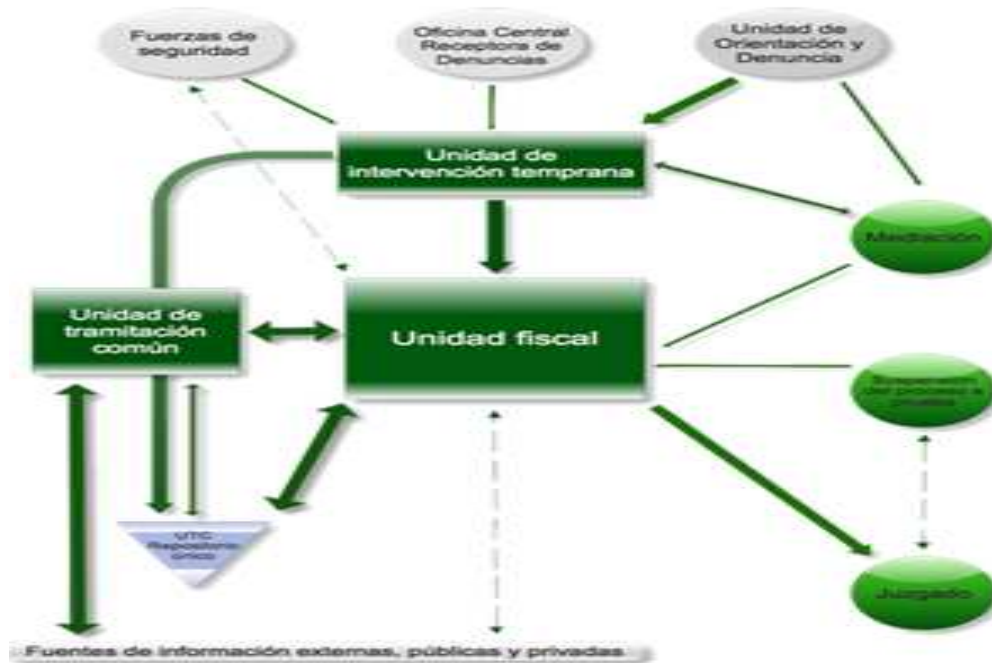 Fuerzas de
seguridad
Oficina Central
Receptora de
Denuncias
Unidad de
Orientación y
Denuncia
Unidad de
intervención temprana
Mediación
Unidad de
tramitación
común
Unidad fiscal
Suspensión
del proceso a
prueba
UTC
Repositorio
único
Juzgado
Fuentes de información externas, públicas y privadas